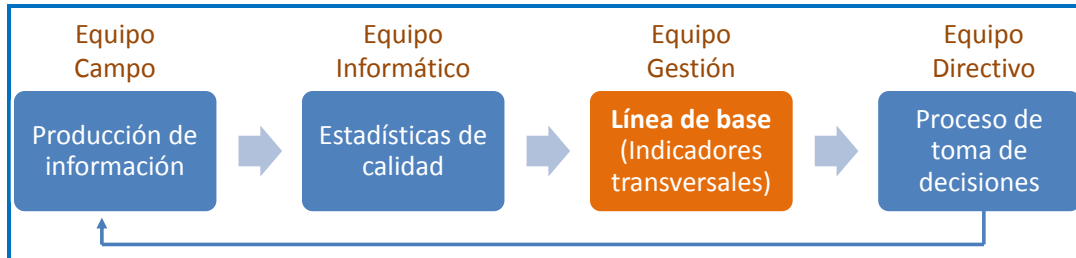 Equipo
Campo
Equipo
Informático
Equipo
Gestión
Equipo
Directivo
Producción de
información
Estadísticas de
calidad
Línea de base
(Indicadores
transversales)
Proceso de
toma de
decisiones